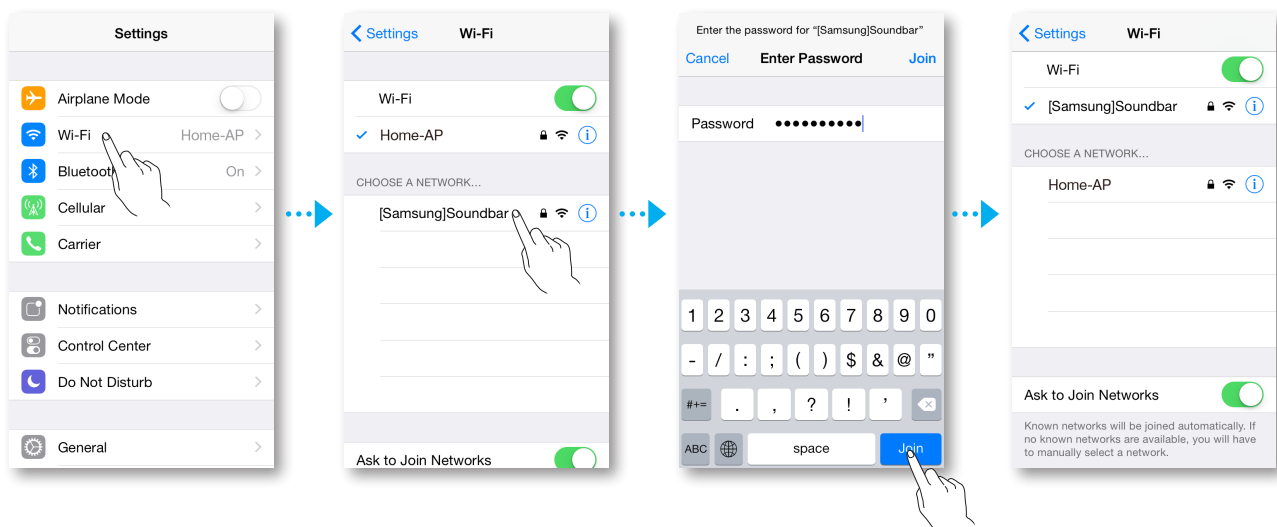 Settings
Airplane Mode
Wi-Fi Home-AP
Bluetooth On
Cellular
Carrier
Notifications
Control Center
Do Not Disturb
General
Settings Wi-Fi
Wi-Fi
Home-AP
CHOOSE A NETWORK...
[Samsung]Soundbar
Ask to Join Networks
Enter the password for “[Samsung]Soundbar”
Cancel Enter Password Join
Password ●●●●●●●●●●
1 2 3 4 5 6 7 8 9 0
- / : ; ( ) $ & @ ”
#+= . , ? ! ’
ABC space Join
Settings Wi-Fi
Wi-Fi
[Samsung]Soundbar
CHOOSE A NETWORK...
Home-AP
Ask to Join Networks
Known networks will be joined automatically. If
no known networks are available, you will have
to manually select a network.